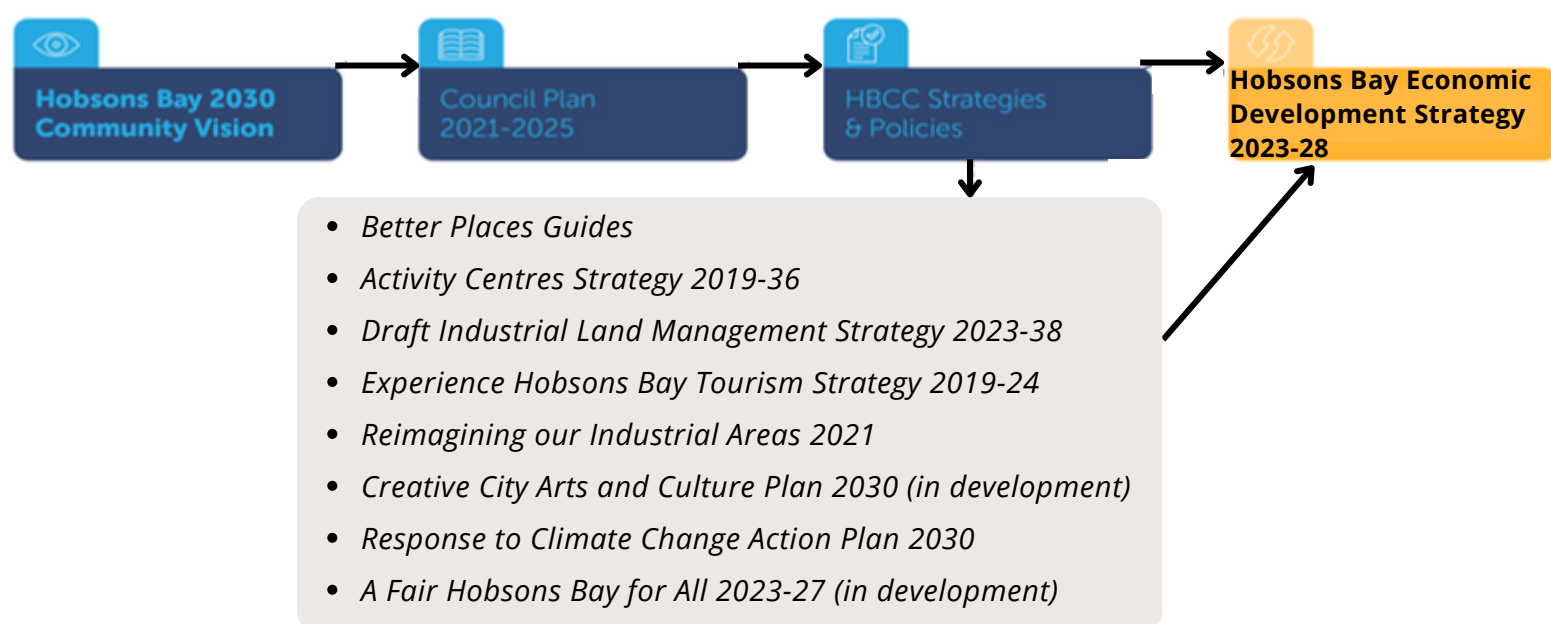 Hobsons Bay 2030
Community Vision
Council Plan
2021-2025
HBCC Strategies
& Policies
Hobsons Bay Economic
Development Strategy
2023-28
• Better Places Guides
• Activity Centres Strategy 2019-36
• Draft Industrial Land Management Strategy 2023-38
• Experience Hobsons Bay Tourism Strategy 2019-24
• Reimagining our Industrial Areas 2021
• Creative City Arts and Culture Plan 2030 (in development)
• Response to Climate Change Action Plan 2030
• A Fair Hobsons Bay for All 2023-27 (in development)